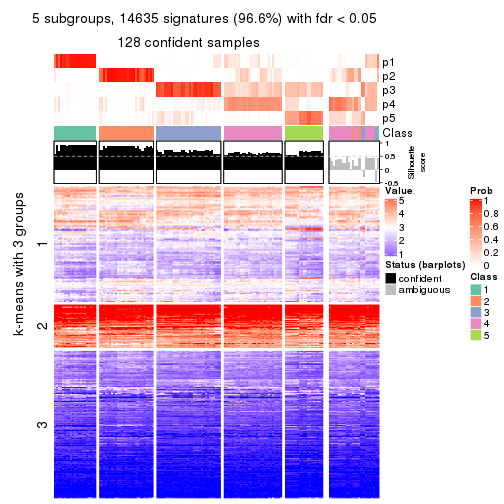 5 subgroups, 14635 signatures (96.6%) with fdr < 0.05
128 confident samples
p1
p2
p3
p4
p5
Class
1
0.5
0
-0.5
Silhouette
score
k-means with 3 groups
1
2
3
Value
5
4
3
2
1
Status (barplots)
confident
ambiguous
Prob
1
0.8
0.6
0.4
0.2
0
Class
1
2
3
4
5